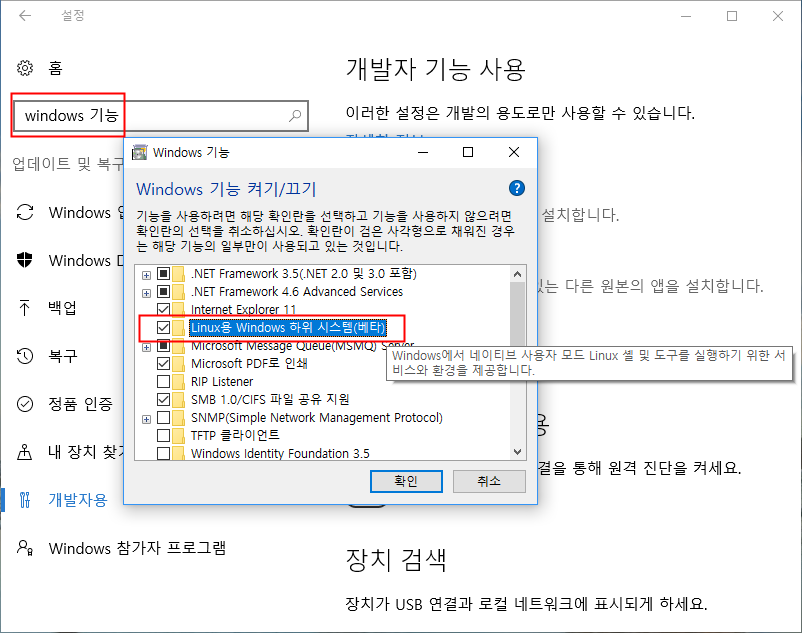 설정
홈
windows 기능
업데이트 및 복구
Windows
Windows
백업
복구
정품 인증
내 장치 찾기
개발자용
Windows 참가자 프로그램
개발자 기능 사용
이러한 설정은 개발의 용도로만 사용할 수 있습니다.
자세한 정보
설치합니다.
있는 다른 원본의 앱을 설치합니다.
용
결을 통해 원격 진단을 켜세요.
장치 검색
장치가 USB 연결과 로컬 네트워크에 표시되게 하세요.
Windows 기능
Windows 기능 켜기/끄기
기능을 사용하려면 해당 확인란을 선택하고 기능을 사용하지 않으려면
확인란의 선택을 취소하십시오. 확인란이 검은 사각형으로 채워진 경우
는 해당 기능의 일부만이 사용되고 있는 것입니다.
.NET Framework 3.5(.NET 2.0 및 3.0 포함)
.NET Framework 4.6 Advanced Services
Internet Explorer 11
Linux용 Windows 하위 시스템(베타)
Microsoft Message Queue(MSMQ) Server
Microsoft PDF로 인쇄
RIP Listener
SMB 1.0/CIFS 파일 공유 지원
SNMP(Simple Network Management Protocol)
TFTP 클라이언트
Windows Identity Foundation 3.5
Windows에서 네이티브 사용자 모드 Linux 셸 및 도구를 실행하기 위한 서
비스와 환경을 제공합니다.
확인
취소